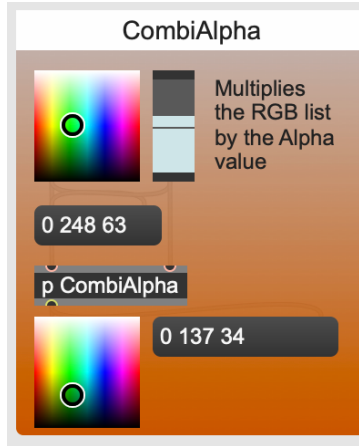 CombiAlpha
Multiplies
the RGB list
by the Alpha
value
0 248 63
p CombiAlpha
0 137 34